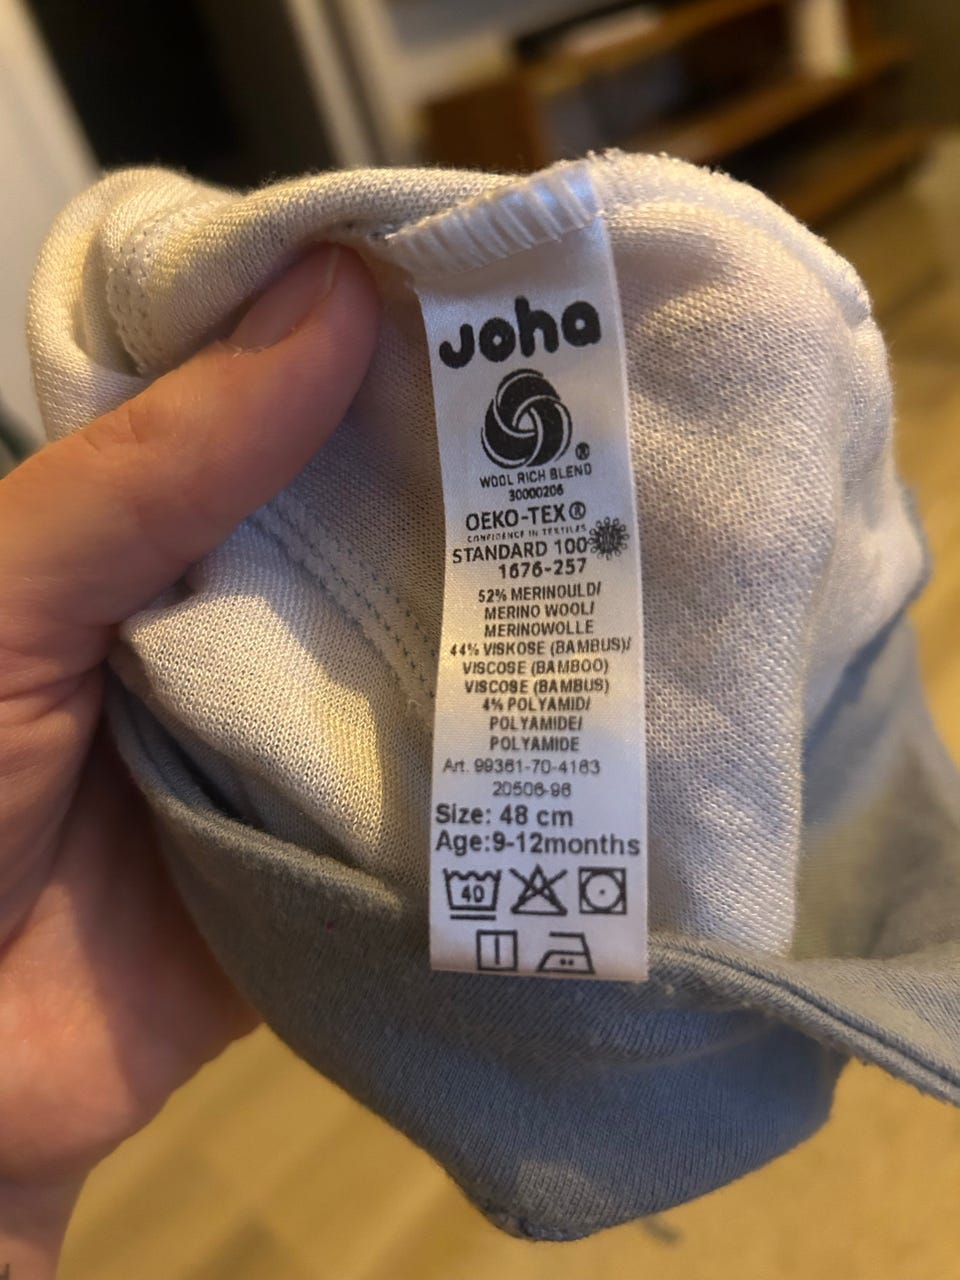 Joha
WOOL RICH BLEND
30000206
OEKO-TEX®
CONFIDENCE IN TEXTILES
STANDARD 100
1676-257
52% MERINOULD/
MERINO WOOL/
MERINOWOLLE
44% VISKOSE (BAMBUS)/
VISCOSE (BAMBOO)
VISCOSE (BAMBUS)
4% POLYAMID/
POLYAMIDE/
POLYAMIDE
Art. 99361-70-4163
20506-96
Size: 48 cm
Age:9-12months
40